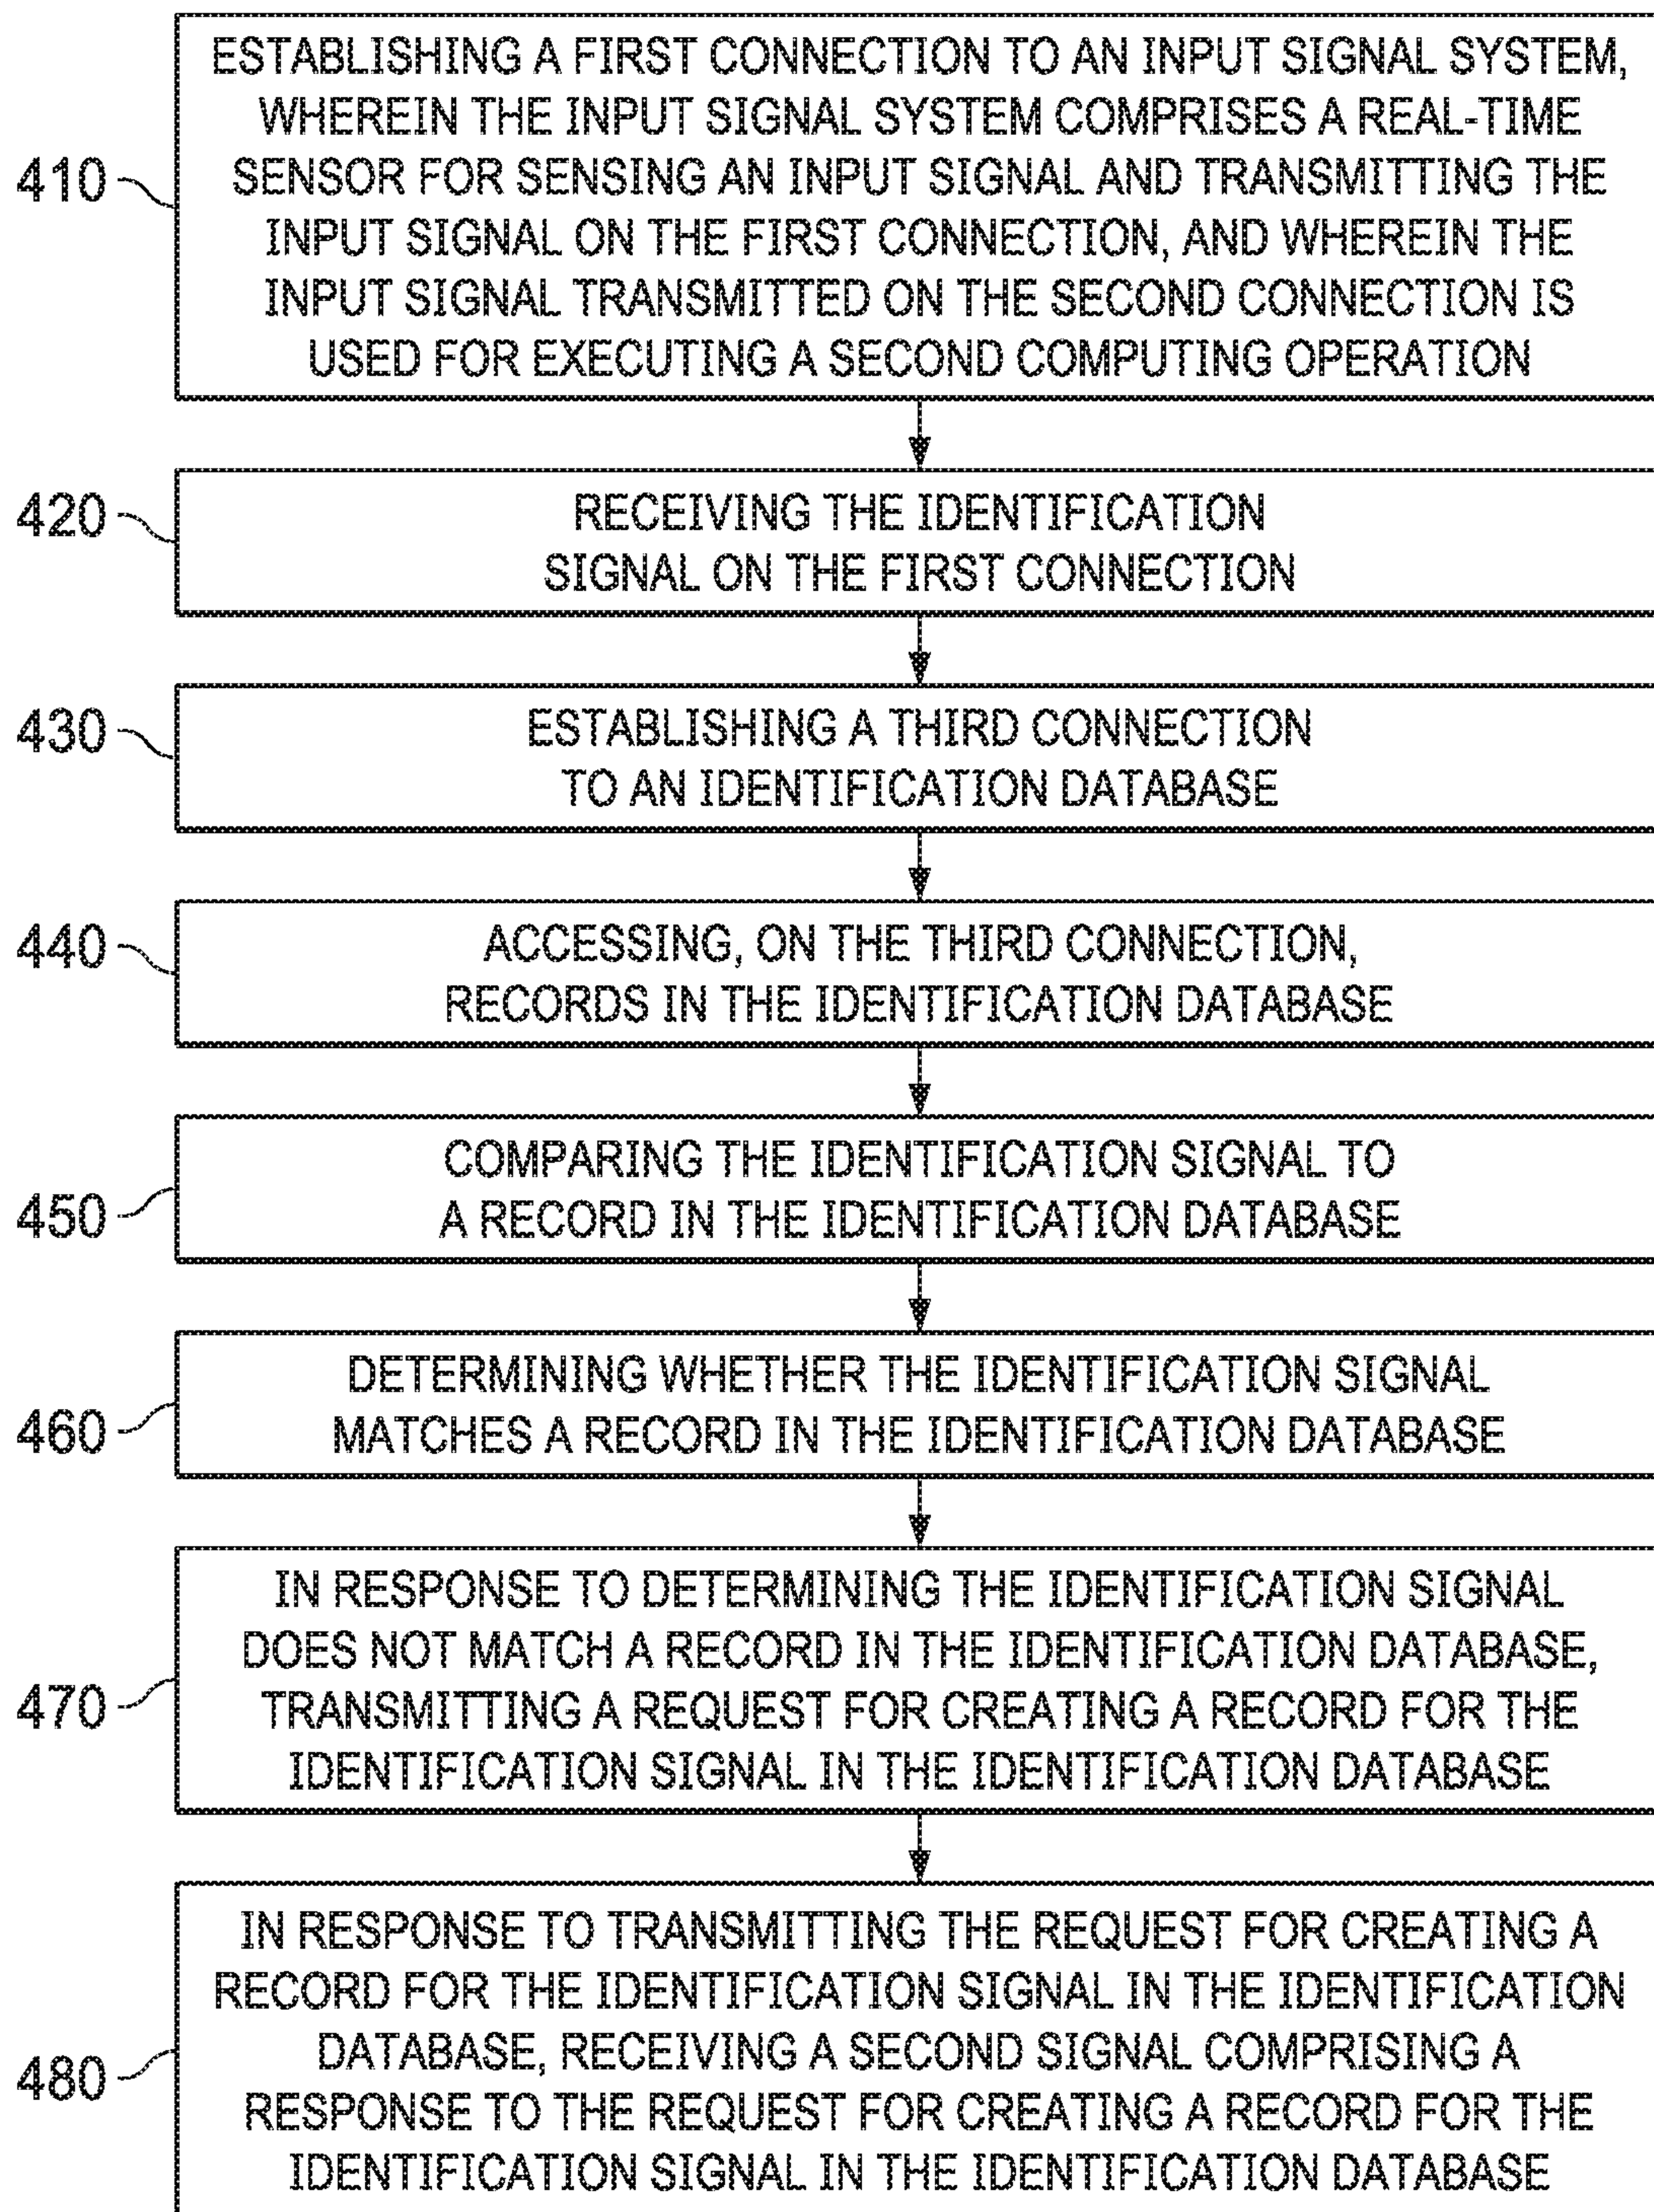 410
ESTABLISHING A FIRST CONNECTION TO AN INPUT SIGNAL SYSTEM,
WHEREIN THE INPUT SIGNAL SYSTEM COMPRISES A REAL-TIME
SENSOR FOR SENSING AN INPUT SIGNAL AND TRANSMITTING THE
INPUT SIGNAL ON THE FIRST CONNECTION, AND WHEREIN THE
INPUT SIGNAL TRANSMITTED ON THE SECOND CONNECTION IS
USED FOR EXECUTING A SECOND COMPUTING OPERATION
420
RECEIVING THE IDENTIFICATION
SIGNAL ON THE FIRST CONNECTION
430
ESTABLISHING A THIRD CONNECTION
TO AN IDENTIFICATION DATABASE
440
ACCESSING, ON THE THIRD CONNECTION,
RECORDS IN THE IDENTIFICATION DATABASE
450
COMPARING THE IDENTIFICATION SIGNAL TO
A RECORD IN THE IDENTIFICATION DATABASE
460
DETERMINING WHETHER THE IDENTIFICATION SIGNAL
MATCHES A RECORD IN THE IDENTIFICATION DATABASE
470
IN RESPONSE TO DETERMINING THE IDENTIFICATION SIGNAL
DOES NOT MATCH A RECORD IN THE IDENTIFICATION DATABASE,
TRANSMITTING A REQUEST FOR CREATING A RECORD FOR THE
IDENTIFICATION SIGNAL IN THE IDENTIFICATION DATABASE
480
IN RESPONSE TO TRANSMITTING THE REQUEST FOR CREATING A
RECORD FOR THE IDENTIFICATION SIGNAL IN THE IDENTIFICATION
DATABASE, RECEIVING A SECOND SIGNAL COMPRISING A
RESPONSE TO THE REQUEST FOR CREATING A RECORD FOR THE
IDENTIFICATION SIGNAL IN THE IDENTIFICATION DATABASE